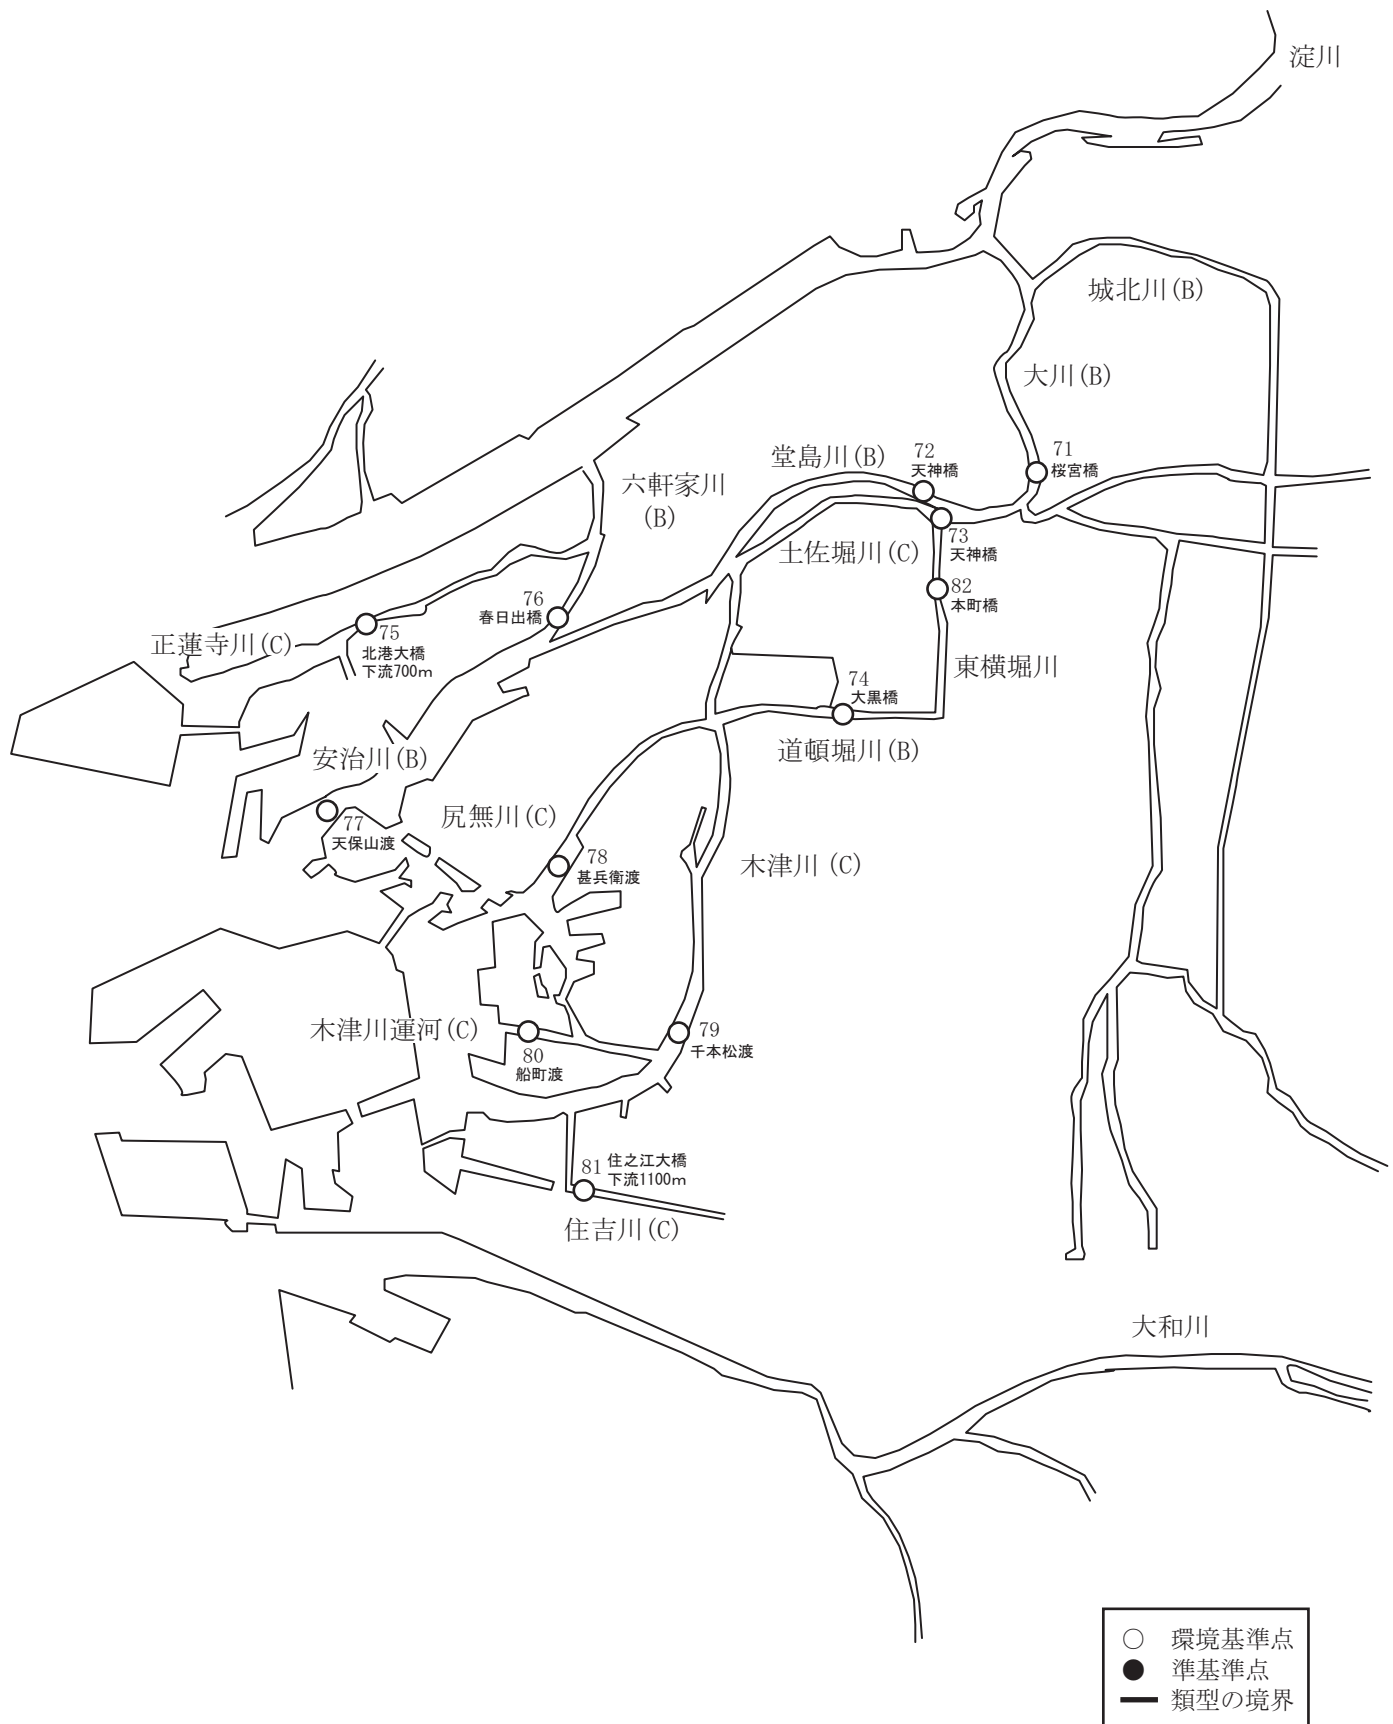 淀川
城北川(B)
大川(B)
71
桜宮橋
72
天神橋
堂島川(B)
六軒家川
(B)
土佐堀川(C)
73
天神橋
82
本町橋
76
春日出橋
正蓮寺川(C)
75
北港大橋
下流700m
東横堀川
74
大黒橋
道頓堀川(B)
安治川(B)
77
天保山渡
尻無川(C)
78
甚兵衛渡
木津川(C)
木津川運河(C)
80
船町渡
79
千本松渡
81
住之江大橋
下流1100m
住吉川(C)
大和川
○ 環境基準点
● 準基準点
━ 類型の境界